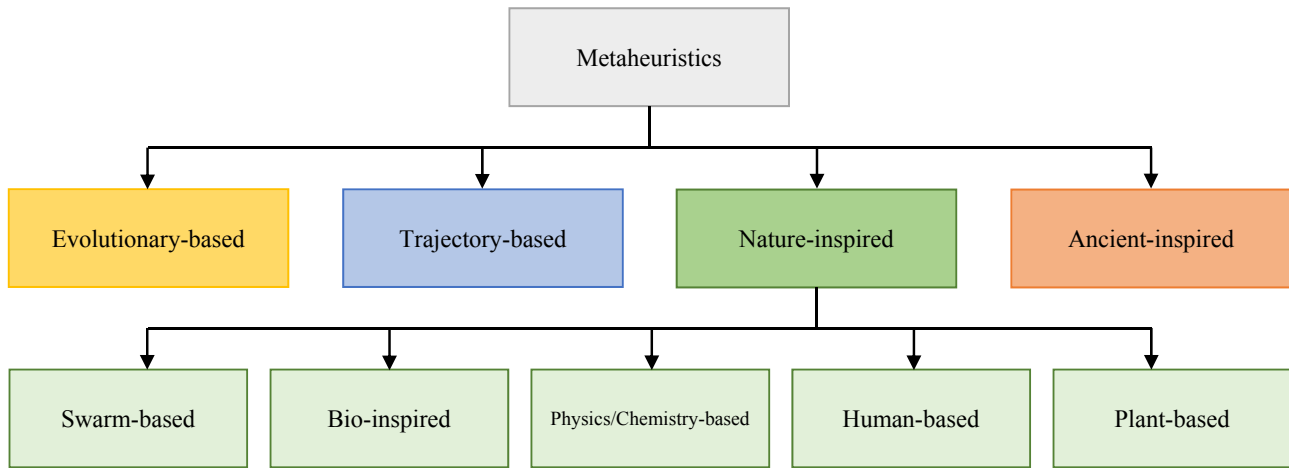 Metaheuristics
Evolutionary-based
Trajectory-based
Nature-inspired
Ancient-inspired
Swarm-based
Bio-inspired
Physics/Chemistry-based
Human-based
Plant-based